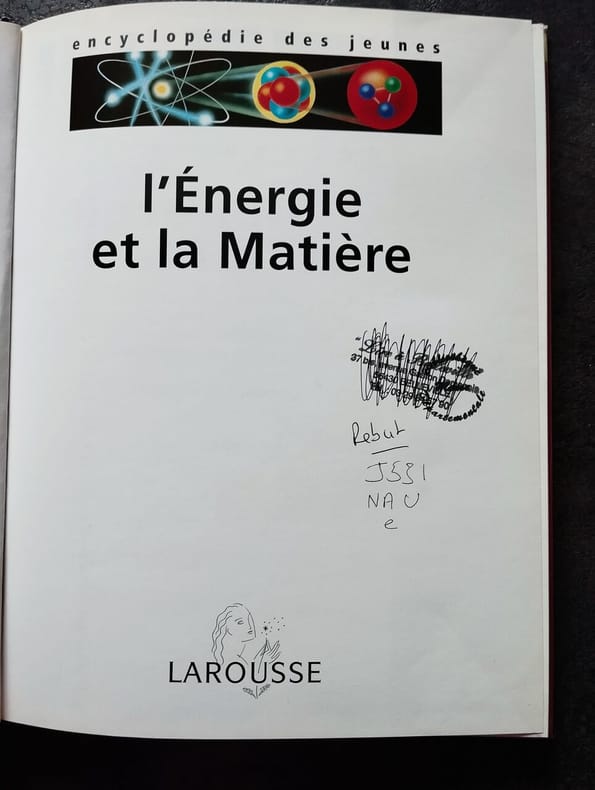 encyclopédie des jeunes
l'Énergie
et la Matière
Rebut
J531
NAU
e
LAROUSSE